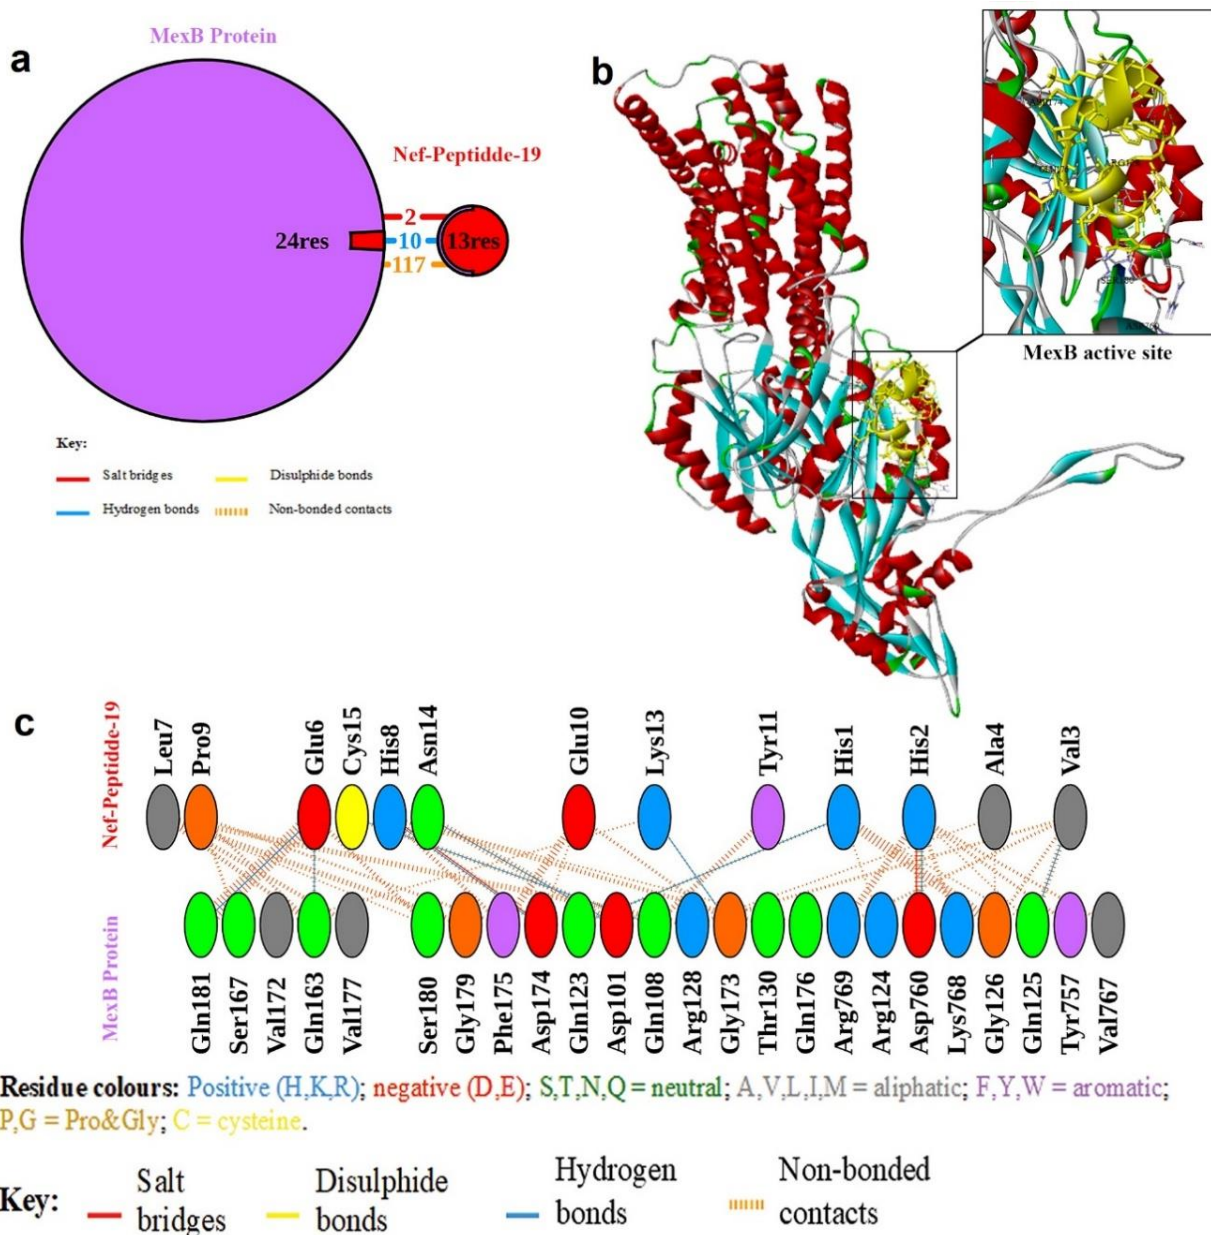 a
MexB Protein
Nef-Peptidde-19
24res
2
10
117
13res
Key:
Salt bridges
Disulphide bonds
Hydrogen bonds
Non-bonded contacts
b
MexB active site
c
Nef-Peptidde-19
Leu7
Pro9
Glu6
Cys15
His8
Asn14
Glu10
Lys13
Tyr11
His1
His2
Ala4
Val3
MexB Protein
Gln181
Ser167
Val172
Gln163
Val177
Ser180
Gly179
Phe175
Asp174
Gln123
Asp101
Gln108
Arg128
Gly173
Thr130
Gln176
Arg769
Arg124
Asp760
Lys768
Gly126
Gln125
Tyr757
Val767
Residue colours: Positive (H,K,R); negative (D,E); S,T,N,Q = neutral; A,V,L,I,M = aliphatic; F,Y,W = aromatic;
P,G = Pro&Gly; C = cysteine.
Key:
Salt
bridges
Disulphide
bonds
Hydrogen
bonds
Non-bonded
contacts